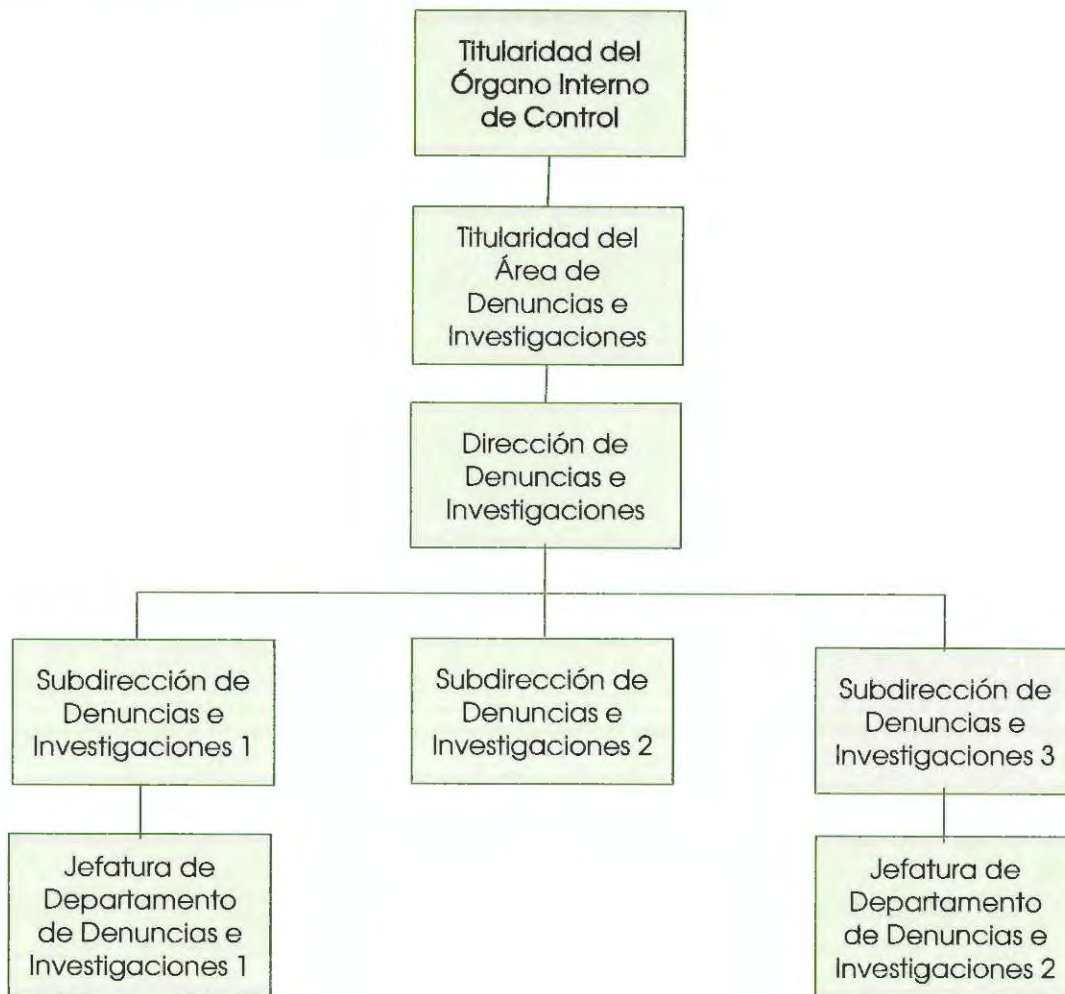 Titularidad del
Órgano Interno
de Control
Titularidad del
Área de
Denuncias e
Investigaciones
Dirección de
Denuncias e
Investigaciones
Subdirección de
Denuncias e
Investigaciones 1
Subdirección de
Denuncias e
Investigaciones 2
Subdirección de
Denuncias e
Investigaciones 3
Jefatura de
Departamento
de Denuncias e
Investigaciones 1
Jefatura de
Departamento
de Denuncias e
Investigaciones 2